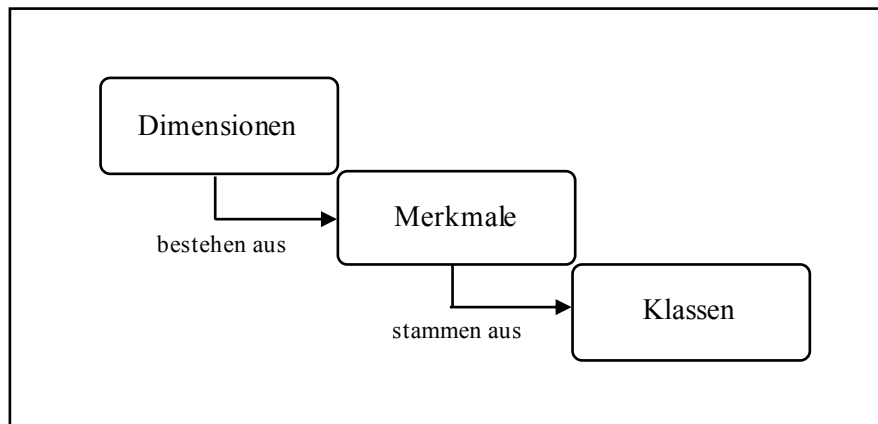 Dimensionen
bestehen aus
Merkmale
stammen aus
Klassen